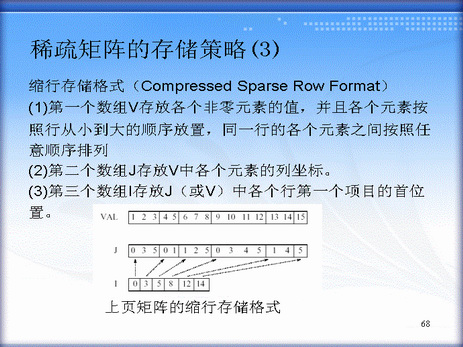 稀疏矩阵的存储策略(3)
缩行存储格式（Compressed Sparse Row Format）
(1)第一个数组V存放各个非零元素的值，并且各个元素按
照行从小到大的顺序放置，同一行的各个元素之间按照任
意顺序排列
(2)第二个数组J存放V中各个元素的列坐标。
(3)第三个数组I存放J（或V）中各个行第一个项目的首位
置。
VAL 1 2 3 4 5 6 7 8 9 10 11 12 13 14 15
J 0 3 5 0 1 1 2 5 0 3 4 5 1 4 5
I 0 3 5 8 12 14
上页矩阵的缩行存储格式
68